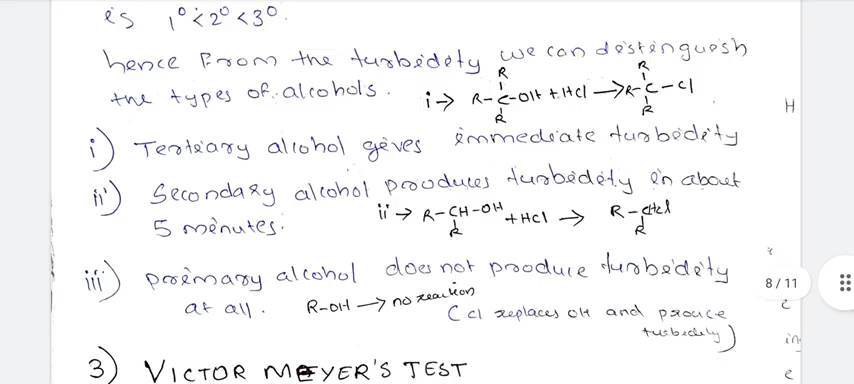 is 1° < 2° < 3°.
hence From the turbidity we can distinguish
the types of alcohols.
R R
i → R-C-OH + HCl → R-C-Cl
R R
H
i) Tertiary alcohol gives immediate turbidity
ii) Secondary alcohol produces turbidity in about
5 minutes.
ii → R-CH-OH + HCl → R-CHCl
R R
iii) primary alcohol does not produce turbidity
at all. R-OH → no reaction
(Cl replaces OH and prouce
turbidity)
8/11
e
in
e
3) VICTOR MEYER'S TEST